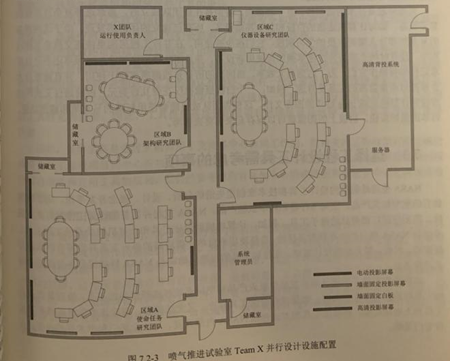 X团队
运行使用负责人
储藏室
区域C
仪器设备研究团队
高清背投系统
储藏室
区域B
架构研究团队
服务器
储藏室
系统
管理员
储藏室
区域A
使命任务
研究团队
电动投影屏幕
墙面固定投影屏幕
墙面固定白板
高清投影屏幕
图 7.2-3 喷气推进试验室 Team X 并行设计设施配置